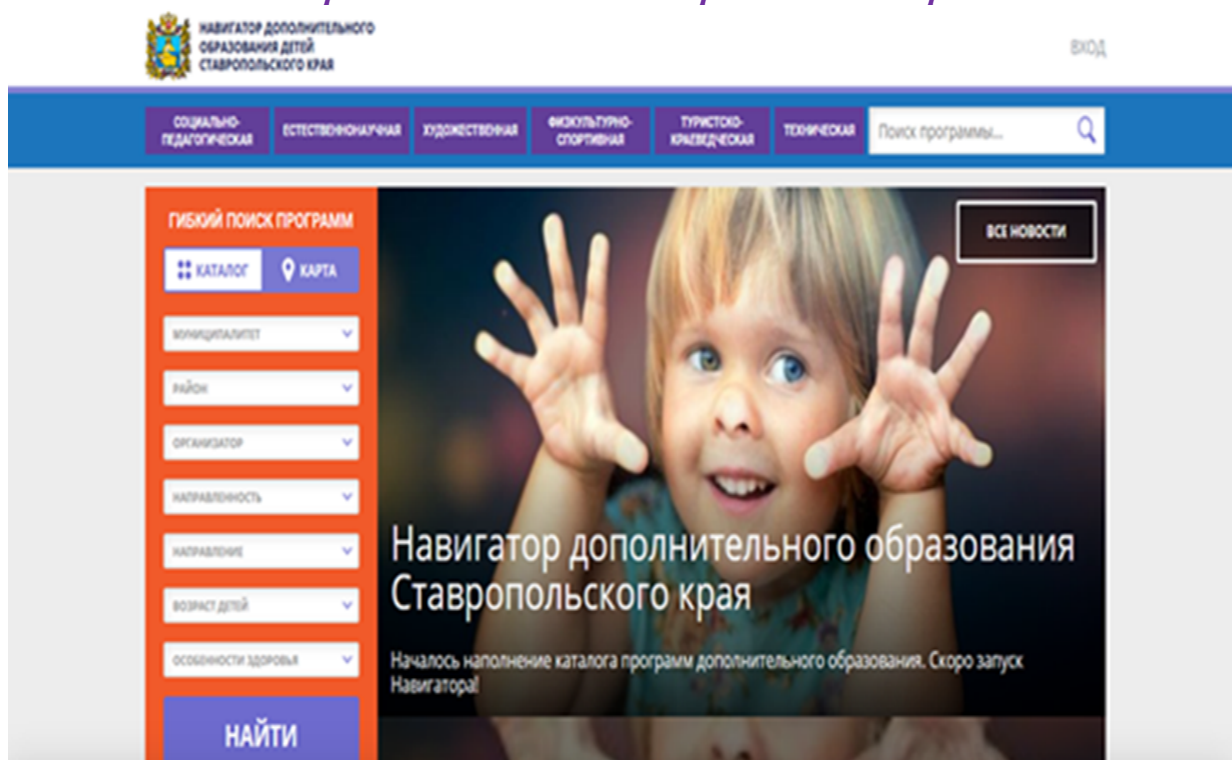 НАВИГАТОР ДОПОЛНИТЕЛЬНОГО
ОБРАЗОВАНИЯ ДЕТЕЙ
СТАВРОПОЛЬСКОГО КРАЯ
ВХОД
СОЦИАЛЬНО-
ПЕДАГОГИЧЕСКАЯ
ЕСТЕСТВЕННОНАУЧНАЯ
ХУДОЖЕСТВЕННАЯ
ФИЗКУЛЬТУРНО-
СПОРТИВНАЯ
ТУРИСТСКО-
КРАЕВЕДЧЕСКАЯ
ТЕХНИЧЕСКАЯ
Поиск программы...
ГИБКИЙ ПОИСК ПРОГРАММ
КАТАЛОГ
КАРТА
МУНИЦИПАЛИТЕТ
РАЙОН
ОРГАНИЗАТОР
НАПРАВЛЕННОСТЬ
НАПРАВЛЕНИЕ
ВОЗРАСТ ДЕТЕЙ
ОСОБЕННОСТИ ЗДОРОВЬЯ
НАЙТИ
ВСЕ НОВОСТИ
Навигатор дополнительного образования
Ставропольского края
Началось наполнение каталога программ дополнительного образования. Скоро запуск
Навигатора!